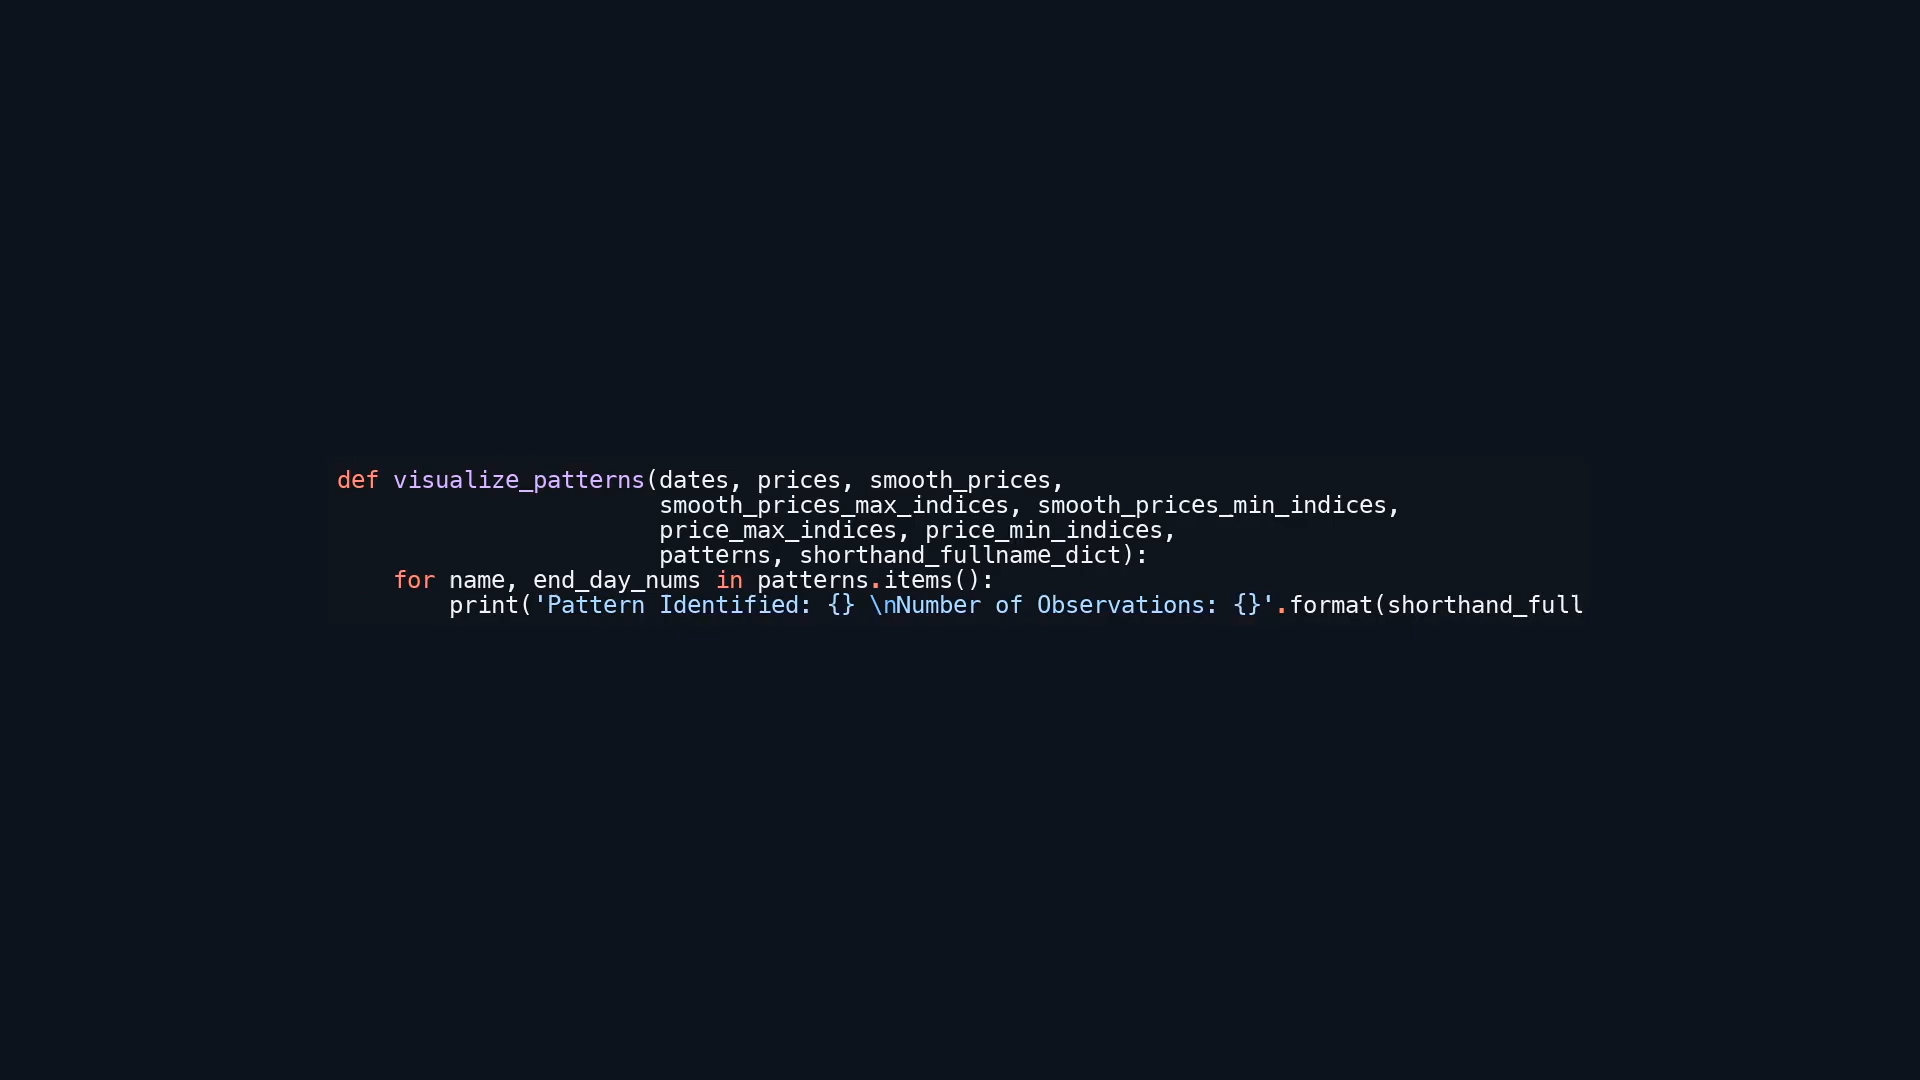 def visualize_patterns(dates, prices, smooth_prices,
                       smooth_prices_max_indices, smooth_prices_min_indices,
                       price_max_indices, price_min_indices,
                       patterns, shorthand_fullname_dict):
    for name, end_day_nums in patterns.items():
        print('Pattern Identified: {} \nNumber of Observations: {}'.format(shorthand_full